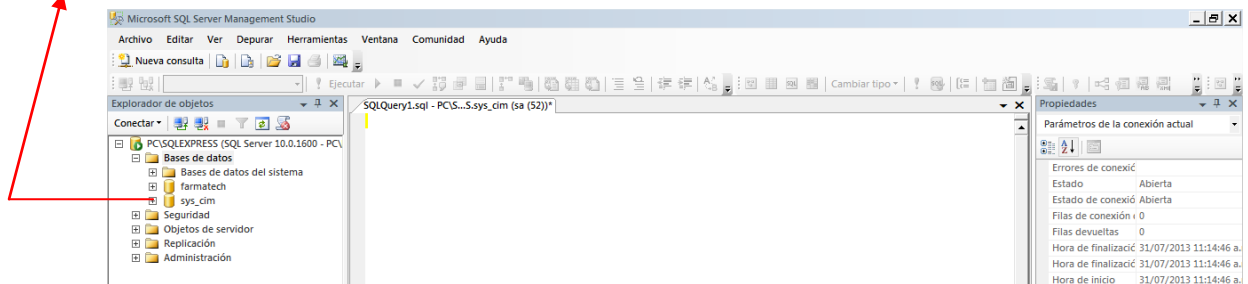 Microsoft SQL Server Management Studio
Archivo Editar Ver Depurar Herramientas Ventana Comunidad Ayuda
Nueva consulta
Ejecutar Cambiar tipo
Explorador de objetos
Conectar
PC\SQLEXPRESS (SQL Server 10.0.1600 - PC\
Bases de datos
Bases de datos del sistema
farmatech
sys_cim
Seguridad
Objetos de servidor
Replicación
Administración
SQLQuery1.sql - PC\S...S.sys_cim (sa (52))*
Propiedades
Parámetros de la conexión actual
Errores de conexió
Estado Abierta
Estado de conexió Abierta
Filas de conexión 0
Filas devueltas 0
Hora de finalizació 31/07/2013 11:14:46 a.
Hora de finalizació 31/07/2013 11:14:46 a.
Hora de inicio 31/07/2013 11:14:46 a.